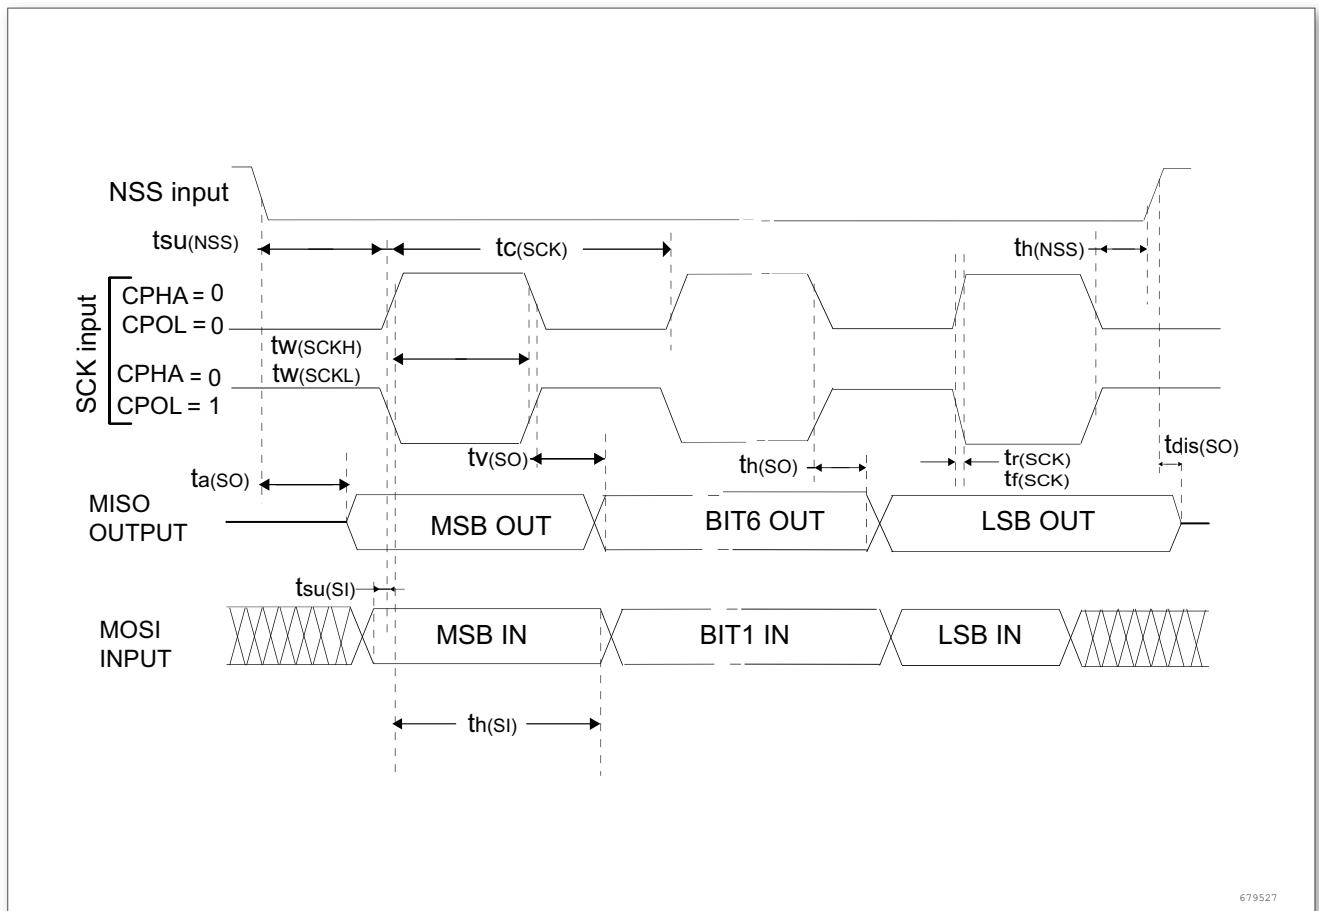 NSS input
tsu(NSS)
tc(SCK)
th(NSS)
SCK input
CPHA = 0
CPOL = 0
tw(SCKH)
CPHA = 0
tw(SCKL)
CPOL = 1
tv(SO)
th(SO)
tr(SCK)
tf(SCK)
tdis(SO)
ta(SO)
MISO
OUTPUT
MSB OUT
BIT6 OUT
LSB OUT
tsu(SI)
MOSI
INPUT
MSB IN
BIT1 IN
LSB IN
th(SI)
679527